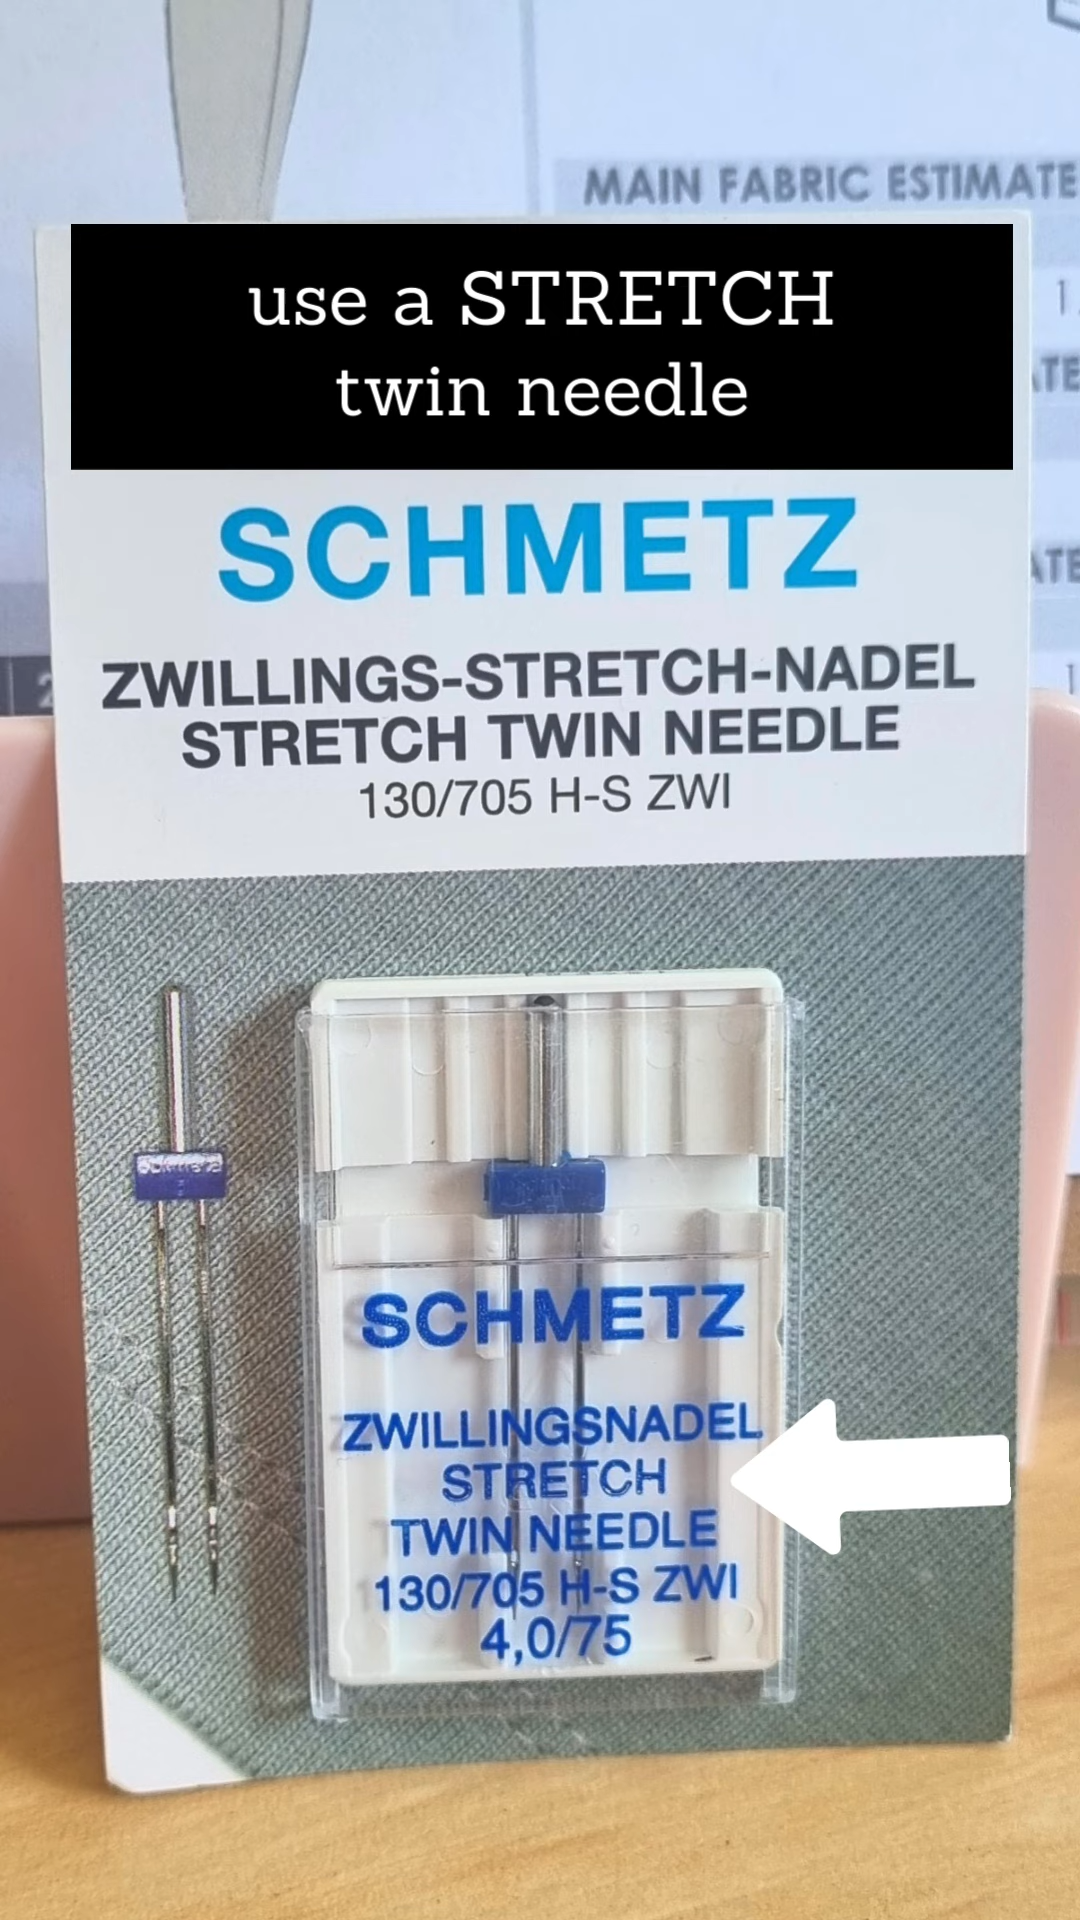 MAIN FABRIC ESTIMATE
use a STRETCH
twin needle
SCHMETZ
ZWILLINGS-STRETCH-NADEL
STRETCH TWIN NEEDLE
130/705 H-S ZWI
SCHMETZ
SCHMETZ
ZWILLINGSNADEL
STRETCH
TWIN NEEDLE
130/705 H-S ZWI
4,0/75